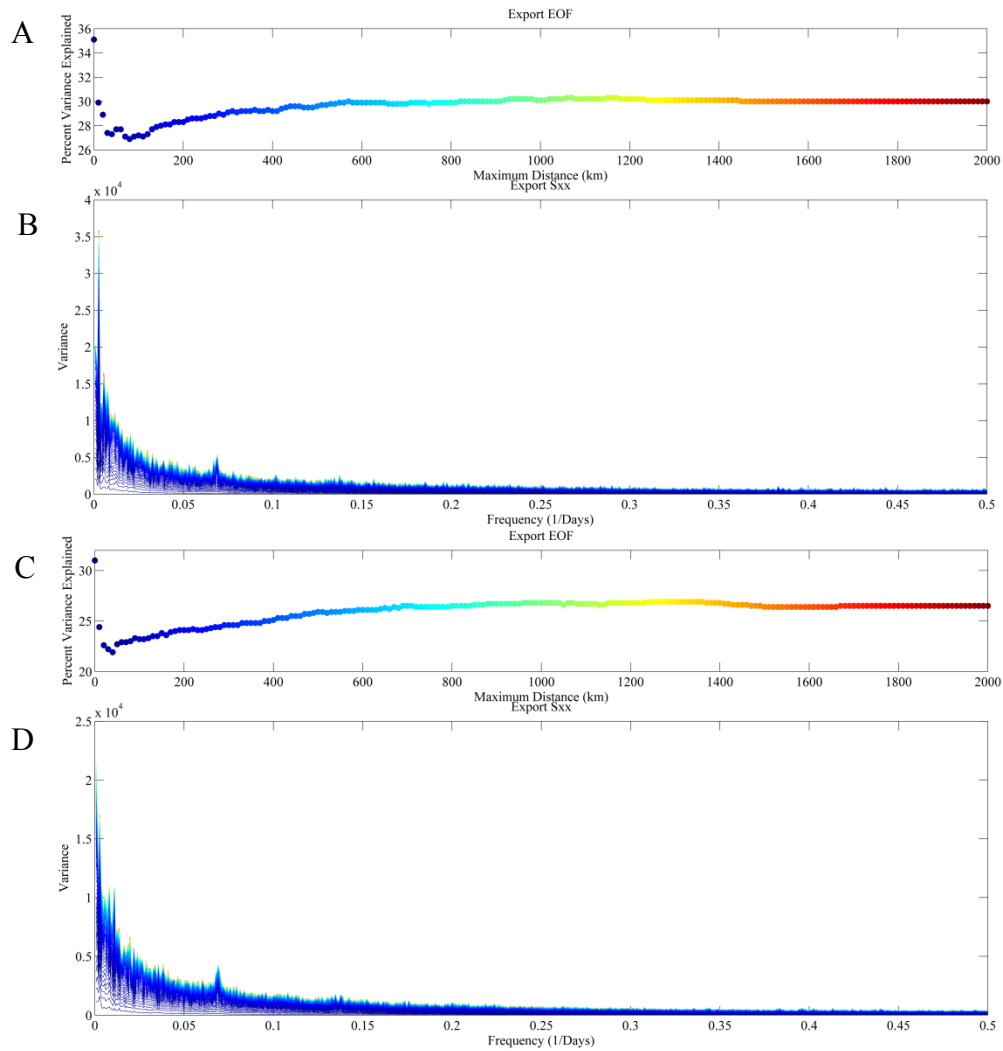 A
Export EOF
Percent Variance Explained
36
34
32
30
28
26
0 200 400 600 800 1000 1200 1400 1600 1800 2000
Maximum Distance (km)
B
Export Sxx
x 10^4
Variance
4
3.5
3
2.5
2
1.5
1
0.5
0
0 0.05 0.1 0.15 0.2 0.25 0.3 0.35 0.4 0.45 0.5
Frequency (1/Days)
C
Export EOF
Percent Variance Explained
30
25
20
0 200 400 600 800 1000 1200 1400 1600 1800 2000
Maximum Distance (km)
D
Export Sxx
x 10^4
Variance
2.5
2
1.5
1
0.5
0
0 0.05 0.1 0.15 0.2 0.25 0.3 0.35 0.4 0.45 0.5
Frequency (1/Days)